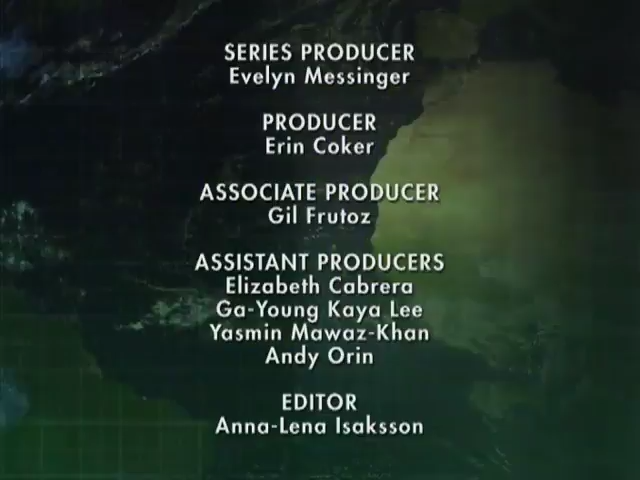 SERIES PRODUCER
Evelyn Messinger
PRODUCER
Erin Coker
ASSOCIATE PRODUCER
Gil Frutoz
ASSISTANT PRODUCERS
Elizabeth Cabrera
Ga-Young Kaya Lee
Yasmin Mawaz-Khan
Andy Orin
EDITOR
Anna-Lena Isaksson